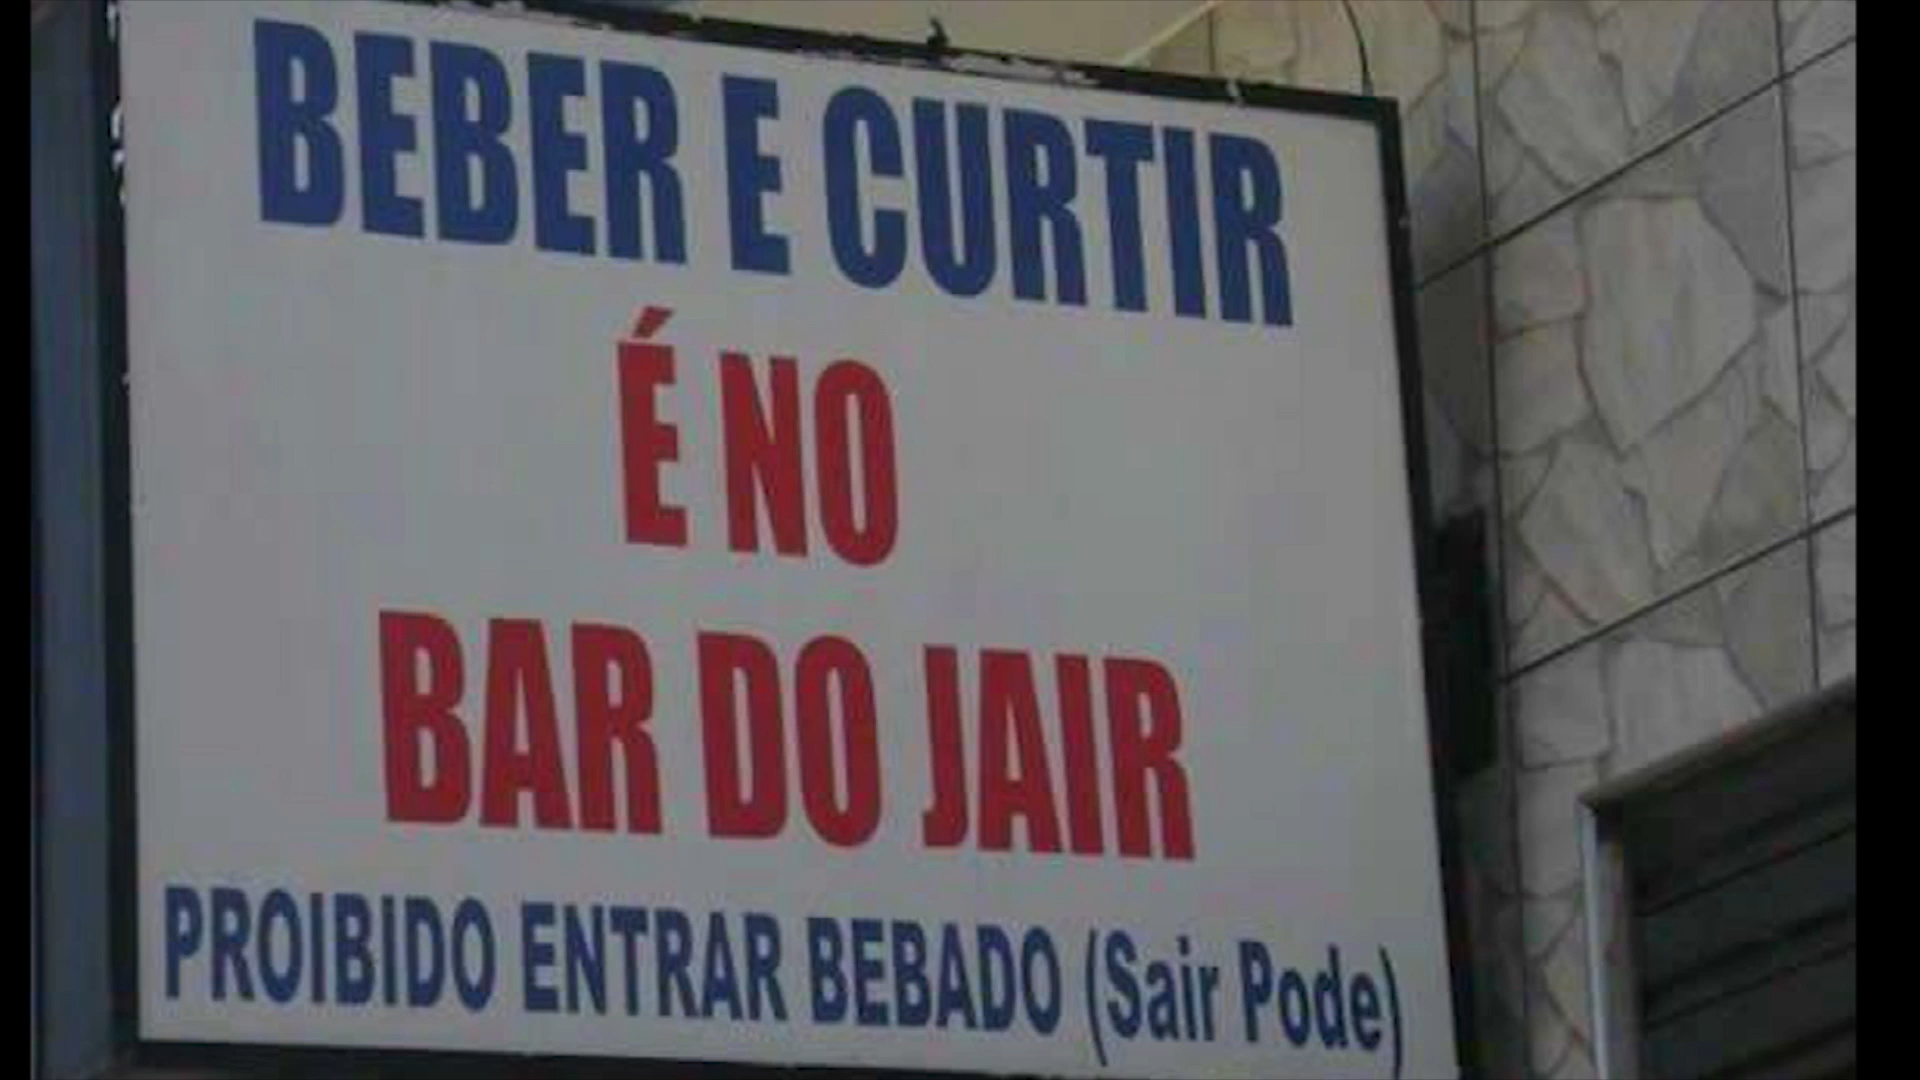 BEBER E CURTIR
É NO
BAR DO JAIR
PROIBIDO ENTRAR BEBADO (Sair Pode)